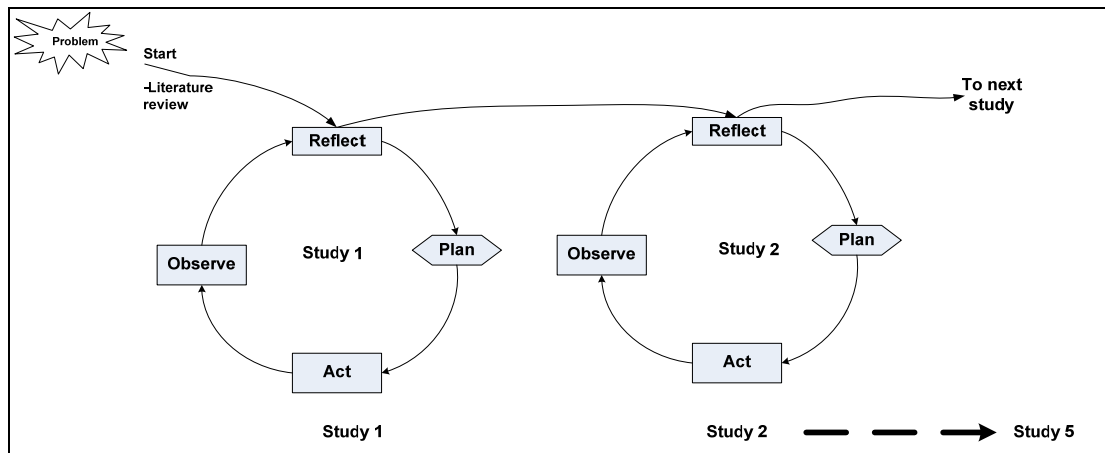 Problem
Start
-Literature
review
To next
study
Reflect
Plan
Act
Observe
Study 1
Reflect
Plan
Act
Observe
Study 2
Study 1
Study 2
Study 5